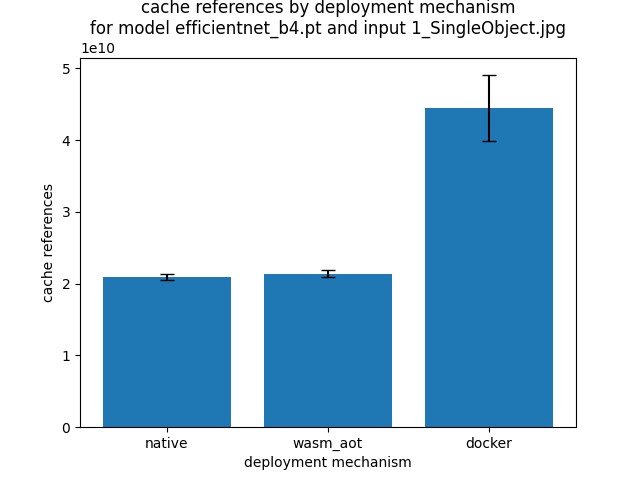 cache references by deployment mechanism
for model efficientnet_b4.pt and input 1_SingleObject.jpg
1e10
5
4
3
2
1
0
cache references
native wasm_aot docker
deployment mechanism